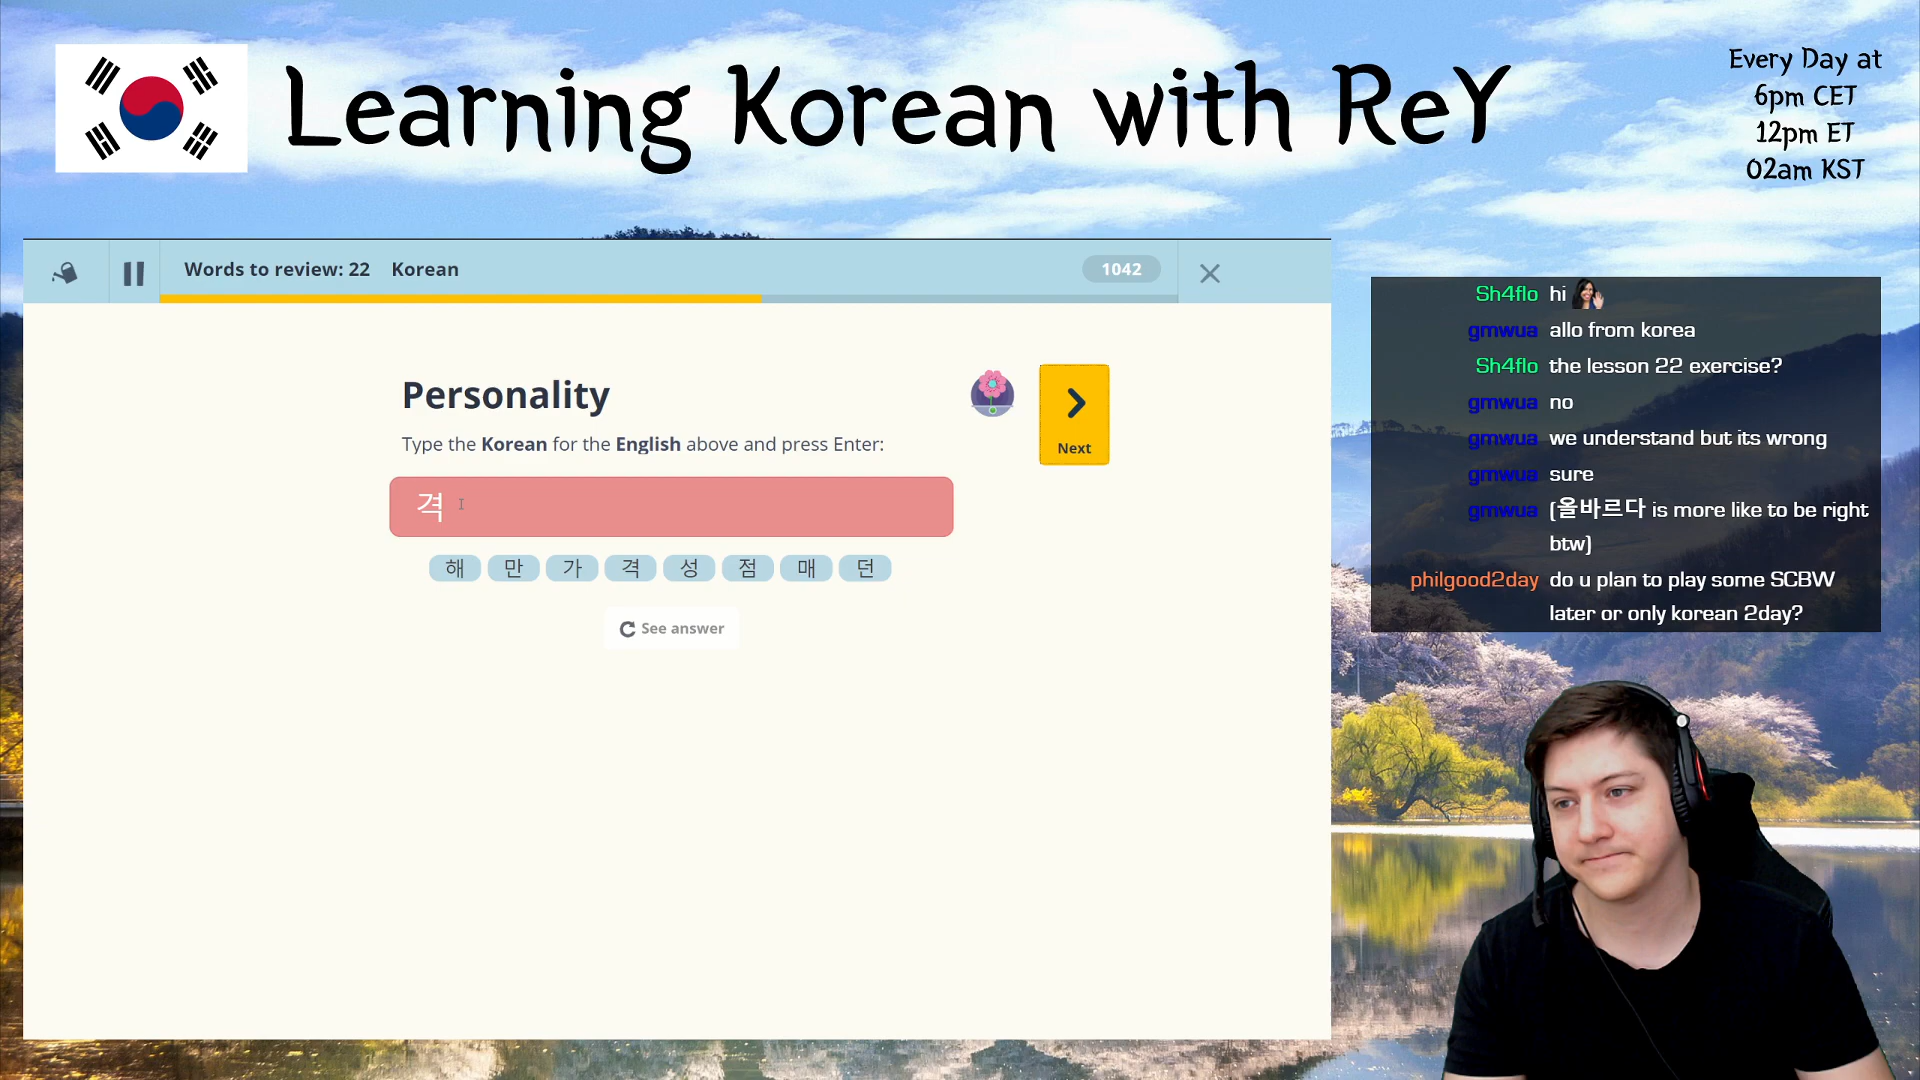 Learning Korean with ReY
Every Day at
6pm CET
12pm ET
02am KST
Words to review: 22 Korean
1042
Personality
Type the Korean for the English above and press Enter:
격
해 만 가 격 성 점 매 던
See answer
Next
Sh4flo hi
gmwua allo from korea
Sh4flo the lesson 22 exercise?
gmwua no
gmwua we understand but its wrong
gmwua sure
gmwua (올바르다 is more like to be right
btw)
philgood2day do u plan to play some SCBW
later or only korean 2day?